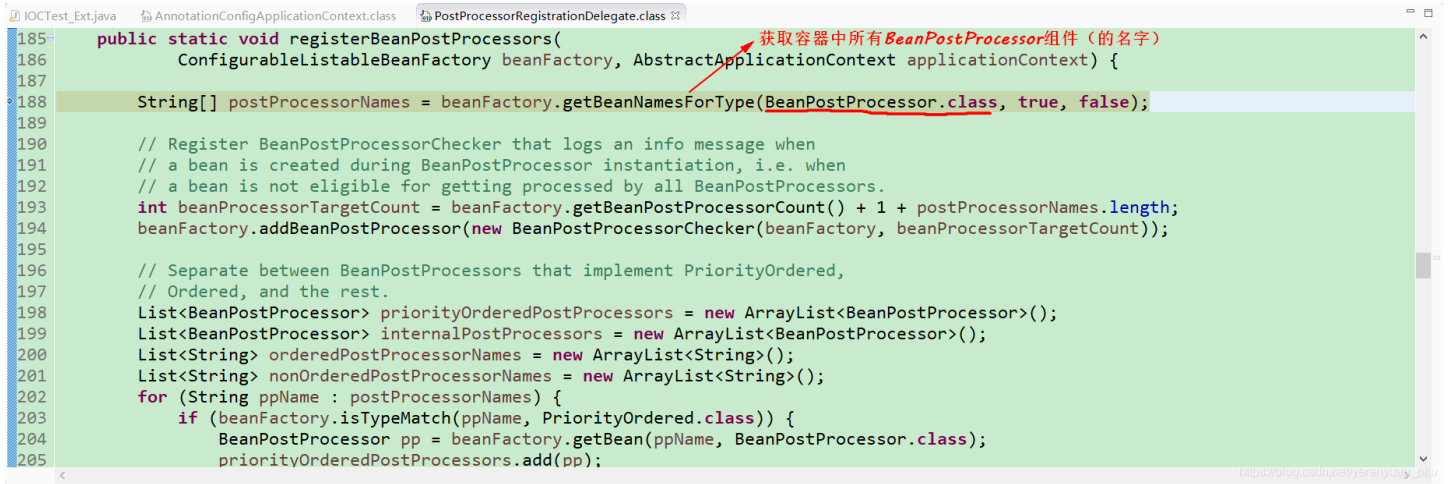 IOCTest_Ext.java AnnotationConfigApplicationContext.class PostProcessorRegistrationDelegate.class
185 public static void registerBeanPostProcessors( 获取容器中所有BeanPostProcessor组件（的名字）
186 ConfigurableListableBeanFactory beanFactory, AbstractApplicationContext applicationContext) {
187
188 String[] postProcessorNames = beanFactory.getBeanNamesForType(BeanPostProcessor.class, true, false);
189
190 // Register BeanPostProcessorChecker that logs an info message when
191 // a bean is created during BeanPostProcessor instantiation, i.e. when
192 // a bean is not eligible for getting processed by all BeanPostProcessors.
193 int beanProcessorTargetCount = beanFactory.getBeanPostProcessorCount() + 1 + postProcessorNames.length;
194 beanFactory.addBeanPostProcessor(new BeanPostProcessorChecker(beanFactory, beanProcessorTargetCount));
195
196 // Separate between BeanPostProcessors that implement PriorityOrdered,
197 // Ordered, and the rest.
198 List<BeanPostProcessor> priorityOrderedPostProcessors = new ArrayList<BeanPostProcessor>();
199 List<BeanPostProcessor> internalPostProcessors = new ArrayList<BeanPostProcessor>();
200 List<String> orderedPostProcessorNames = new ArrayList<String>();
201 List<String> nonOrderedPostProcessorNames = new ArrayList<String>();
202 for (String ppName : postProcessorNames) {
203 if (beanFactory.isTypeMatch(ppName, PriorityOrdered.class)) {
204 BeanPostProcessor pp = beanFactory.getBean(ppName, BeanPostProcessor.class);
205 priorityOrderedPostProcessors.add(pp);
https://blog.csdn.net/yerenyuan_pku